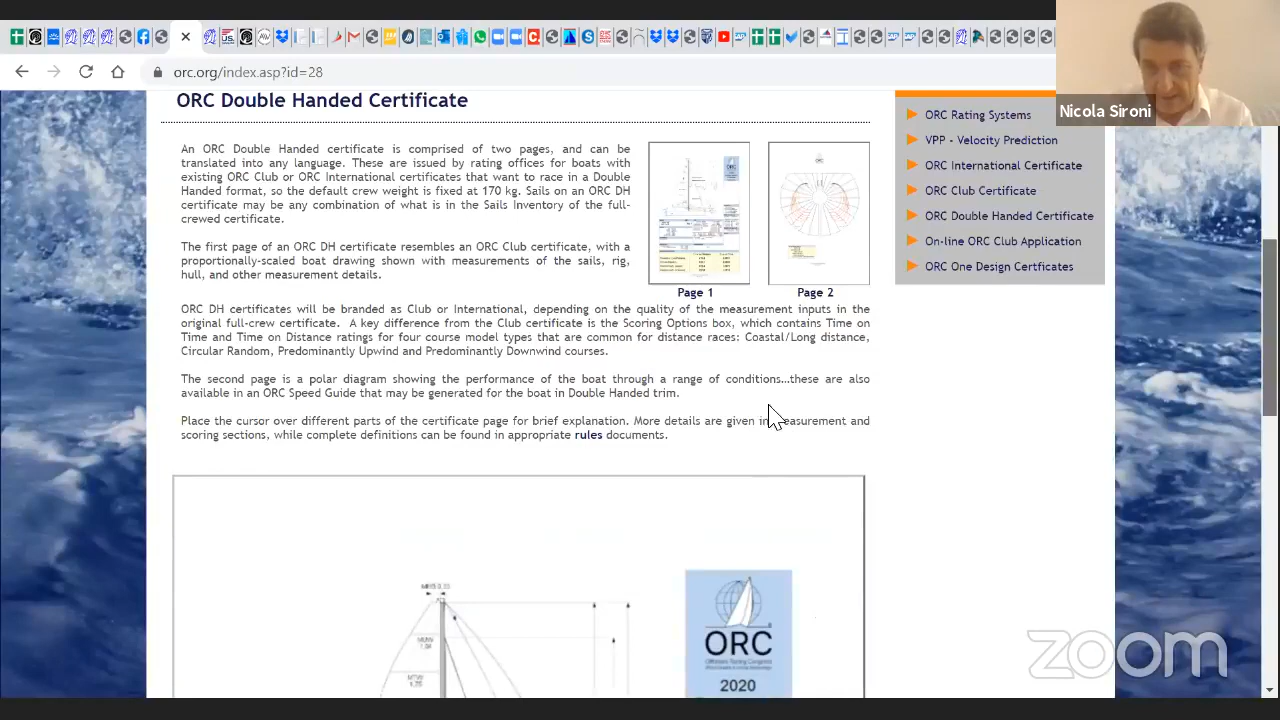 orc.org/index.asp?id=28
Nicola Sironi
ORC Double Handed Certificate
An ORC Double Handed certificate is comprised of two pages, and can be
translated into any language. These are issued by rating offices for boats with
existing ORC Club or ORC International certificates that want to race in a Double
Handed format, so the default crew weight is fixed at 170 kg. Sails on an ORC DH
certificate may be any combination of what is in the Sails Inventory of the full-
crewed certificate.
The first page of an ORC DH certificate resembles an ORC Club certificate, with a
proportionally-scaled boat drawing shown with measurements of the sails, rig,
hull, and other measurement details.
Page 1
Page 2
ORC DH certificates will be branded as Club or International, depending on the quality of the measurement inputs in the
original full-crew certificate. A key difference from the Club certificate is the Scoring Options box, which contains Time on
Time and Time on Distance ratings for four course model types that are common for distance races: Coastal/Long distance,
Circular Random, Predominantly Upwind and Predominantly Downwind courses.
The second page is a polar diagram showing the performance of the boat through a range of conditions...these are also
available in an ORC Speed Guide that may be generated for the boat in Double Handed trim.
Place the cursor over different parts of the certificate page for brief explanation. More details are given in measurement and
scoring sections, while complete definitions can be found in appropriate rules documents.
ORC Rating Systems
VPP - Velocity Prediction
ORC International Certificate
ORC Club Certificate
ORC Double Handed Certificate
On-line ORC Club Application
ORC One Design Certficates
ORC
2020
zoom